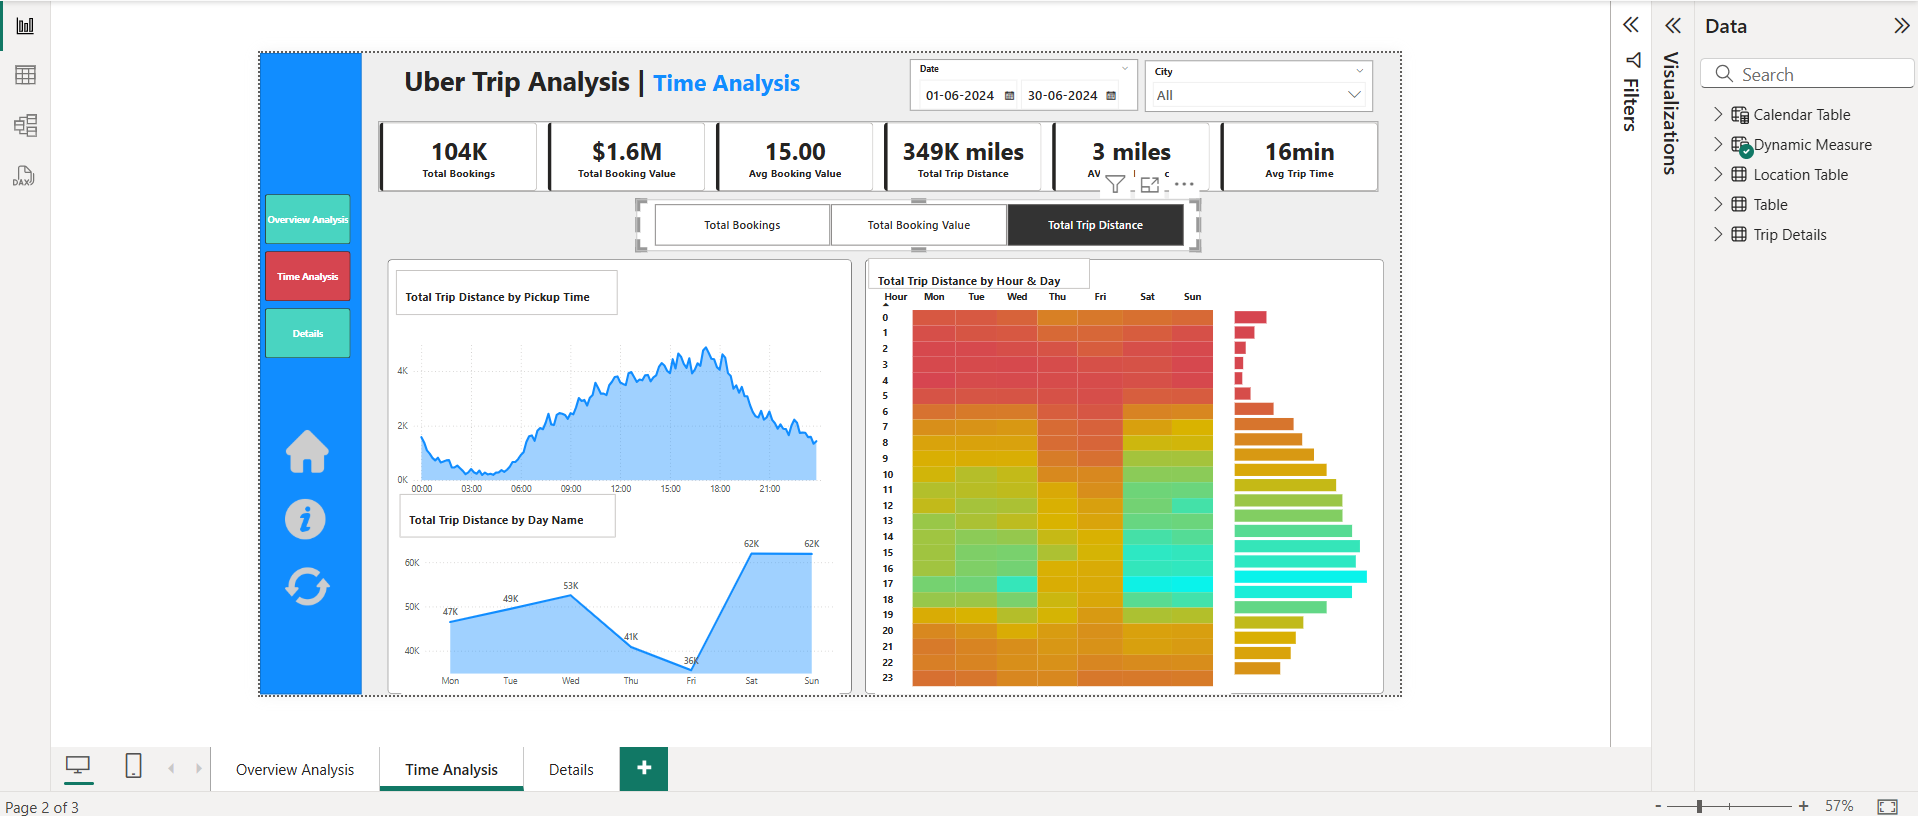 Uber Trip Analysis | Time Analysis
Date
01-06-2024 30-06-2024
City
All
104K
Total Bookings
$1.6M
Total Booking Value
15.00
Avg Booking Value
349K miles
Total Trip Distance
3 miles
16min
Avg Trip Time
Total Bookings Total Booking Value Total Trip Distance
Overview Analysis
Time Analysis
Details
Total Trip Distance by Pickup Time
4K
2K
0K
00:00 03:00 06:00 09:00 12:00 15:00 18:00 21:00
Total Trip Distance by Day Name
60K
50K
40K
47K 49K 53K 41K 36K 62K 62K
Mon Tue Wed Thu Fri Sat Sun
Total Trip Distance by Hour & Day
Hour Mon Tue Wed Thu Fri Sat Sun
0
1
2
3
4
5
6
7
8
9
10
11
12
13
14
15
16
17
18
19
20
21
22
23
Filters
Visualizations
Data
Search
Calendar Table
Dynamic Measure
Location Table
Table
Trip Details
DAX
Overview Analysis Time Analysis Details +
Page 2 of 3
- + 57%